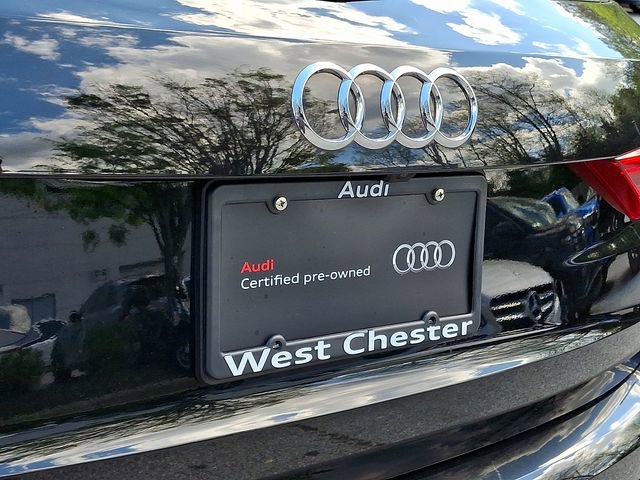 Audi
Audi
Certified pre-owned
West Chester